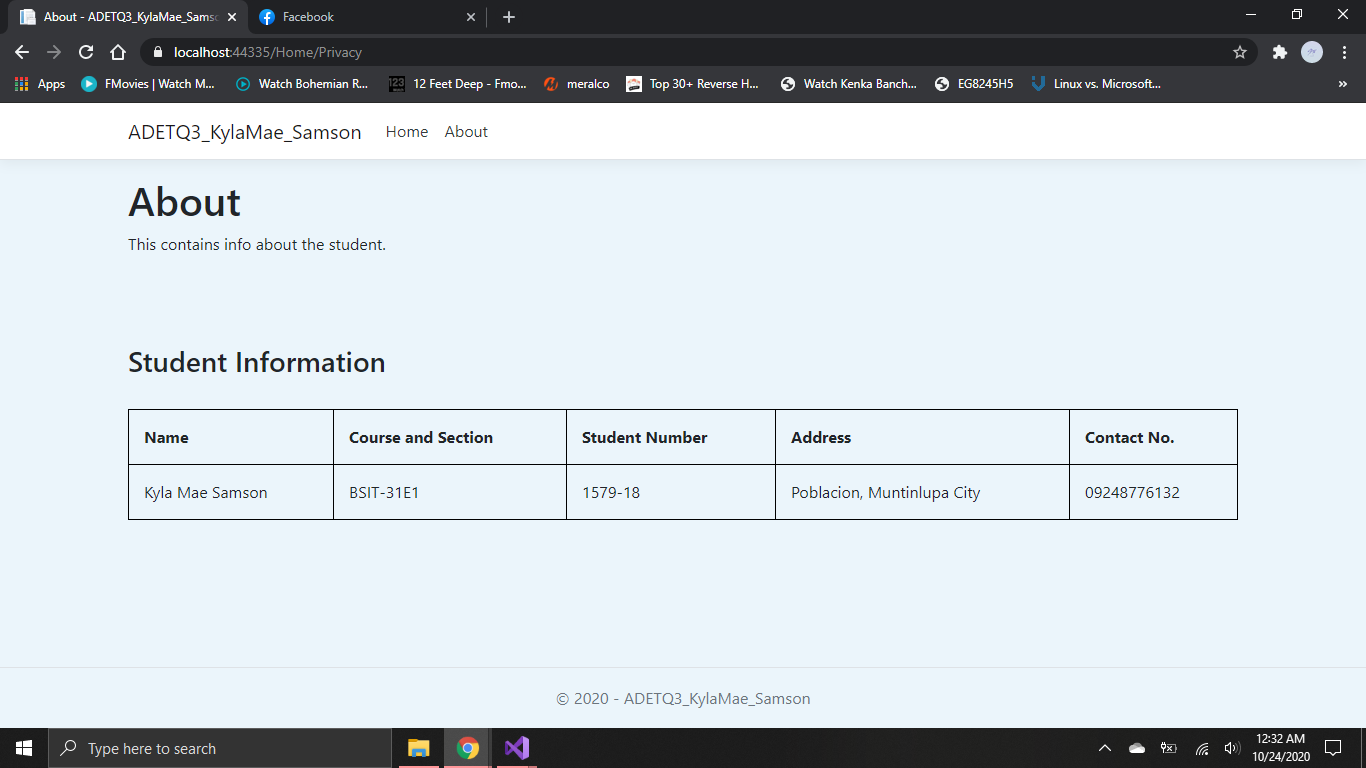 About - ADETQ3_KylaMae_Sams
Facebook
localhost:44335/Home/Privacy
Apps
FMovies | Watch M...
Watch Bohemian R...
123
12 Feet Deep - Fmo...
meralco
Top 30+ Reverse H...
Watch Kenka Banch...
EG8245H5
Linux vs. Microsoft...
»
ADETQ3_KylaMae_Samson Home About
About
This contains info about the student.
Student Information
Name Course and Section Student Number Address Contact No.
Kyla Mae Samson BSIT-31E1 1579-18 Poblacion, Muntinlupa City 09248776132
© 2020 - ADETQ3_KylaMae_Samson
Type here to search
12:32 AM
10/24/2020